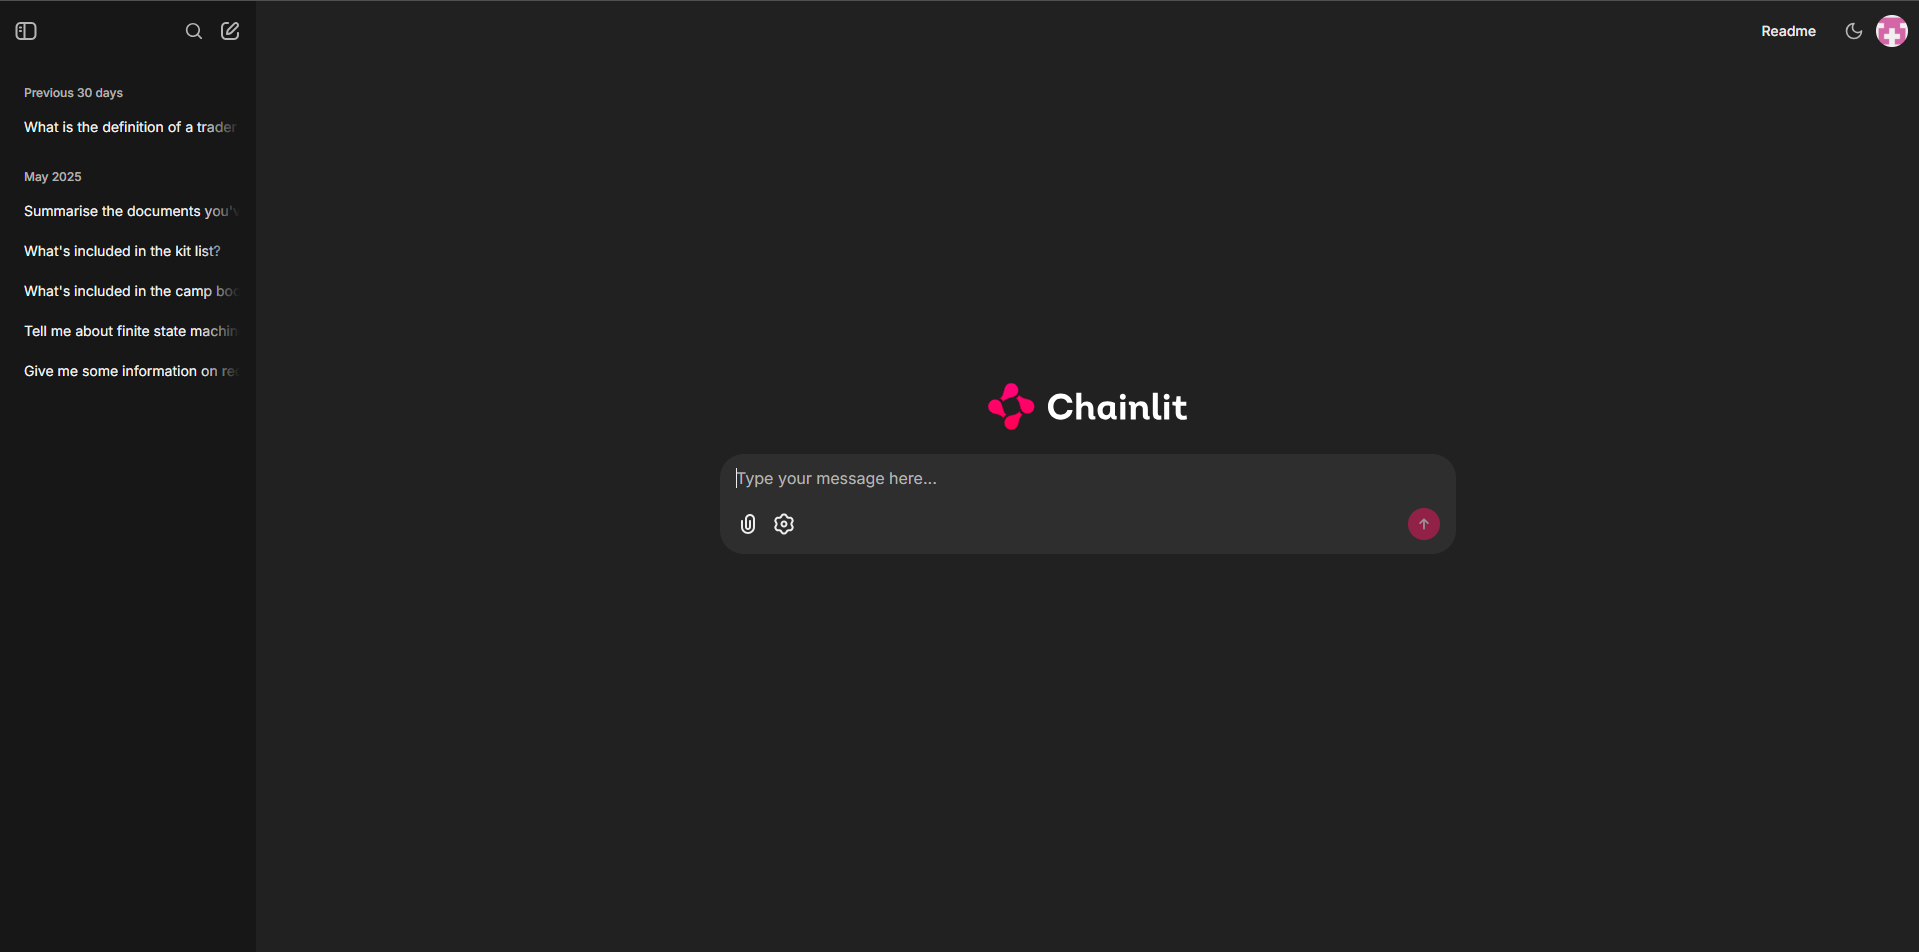 Readme
Previous 30 days
What is the definition of a trader
May 2025
Summarise the documents you'v
What's included in the kit list?
What's included in the camp boo
Tell me about finite state machin
Give me some information on rec
Chainlit
Type your message here...